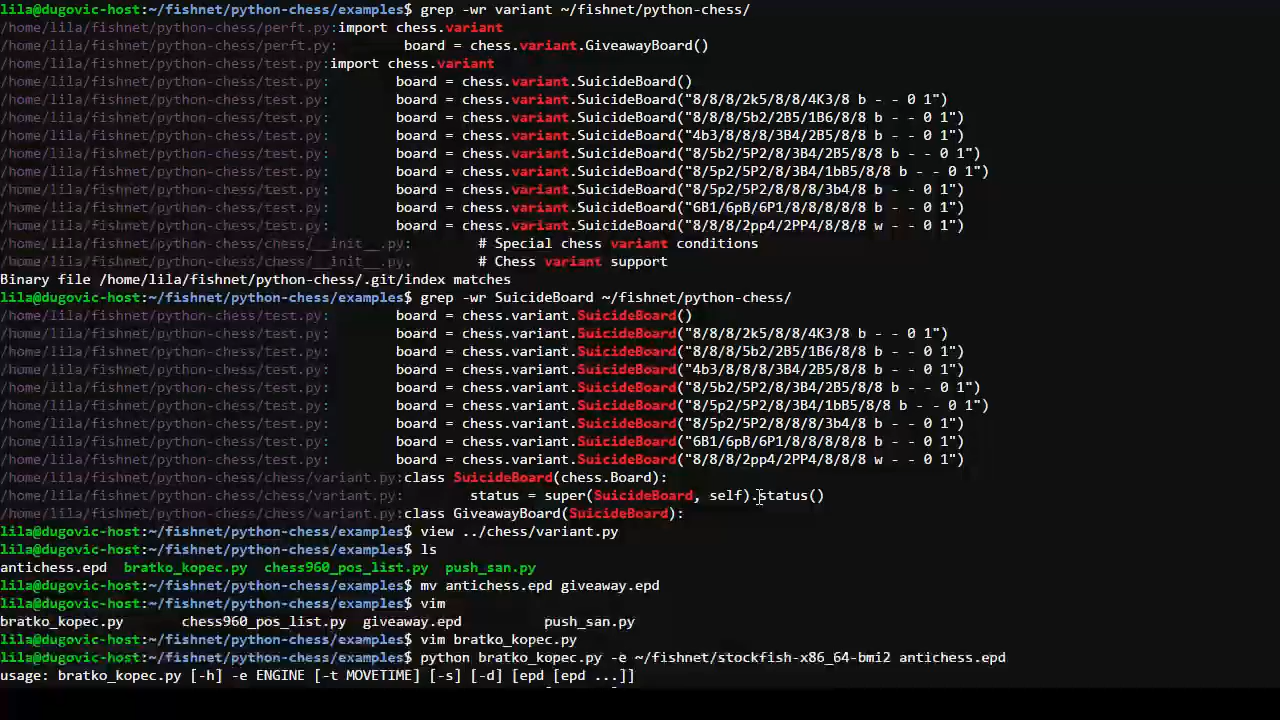 lila@dugovic-host:~/fishnet/python-chess/examples$ grep -wr variant ~/fishnet/python-chess/
/home/lila/fishnet/python-chess/perft.py:import chess.variant
/home/lila/fishnet/python-chess/perft.py:        board = chess.variant.GiveawayBoard()
/home/lila/fishnet/python-chess/test.py:import chess.variant
/home/lila/fishnet/python-chess/test.py:        board = chess.variant.SuicideBoard()
/home/lila/fishnet/python-chess/test.py:        board = chess.variant.SuicideBoard("8/8/8/2k5/8/8/4K3/8 b - - 0 1")
/home/lila/fishnet/python-chess/test.py:        board = chess.variant.SuicideBoard("8/8/8/5b2/2B5/1B6/8/8 b - - 0 1")
/home/lila/fishnet/python-chess/test.py:        board = chess.variant.SuicideBoard("4b3/8/8/8/3B4/2B5/8/8 b - - 0 1")
/home/lila/fishnet/python-chess/test.py:        board = chess.variant.SuicideBoard("8/5b2/5P2/8/3B4/2B5/8/8 b - - 0 1")
/home/lila/fishnet/python-chess/test.py:        board = chess.variant.SuicideBoard("8/5p2/5P2/8/3B4/1bB5/8/8 b - - 0 1")
/home/lila/fishnet/python-chess/test.py:        board = chess.variant.SuicideBoard("8/5p2/5P2/8/8/8/3b4/8 b - - 0 1")
/home/lila/fishnet/python-chess/test.py:        board = chess.variant.SuicideBoard("6B1/6pB/6P1/8/8/8/8/8 b - - 0 1")
/home/lila/fishnet/python-chess/test.py:        board = chess.variant.SuicideBoard("8/8/8/2pp4/2PP4/8/8/8 w - - 0 1")
/home/lila/fishnet/python-chess/chess/__init__.py:        # Special chess variant conditions
/home/lila/fishnet/python-chess/chess/__init__.py:        # Chess variant support
Binary file /home/lila/fishnet/python-chess/.git/index matches
lila@dugovic-host:~/fishnet/python-chess/examples$ grep -wr SuicideBoard ~/fishnet/python-chess/
/home/lila/fishnet/python-chess/test.py:        board = chess.variant.SuicideBoard()
/home/lila/fishnet/python-chess/test.py:        board = chess.variant.SuicideBoard("8/8/8/2k5/8/8/4K3/8 b - - 0 1")
/home/lila/fishnet/python-chess/test.py:        board = chess.variant.SuicideBoard("8/8/8/5b2/2B5/1B6/8/8 b - - 0 1")
/home/lila/fishnet/python-chess/test.py:        board = chess.variant.SuicideBoard("4b3/8/8/8/3B4/2B5/8/8 b - - 0 1")
/home/lila/fishnet/python-chess/test.py:        board = chess.variant.SuicideBoard("8/5b2/5P2/8/3B4/2B5/8/8 b - - 0 1")
/home/lila/fishnet/python-chess/test.py:        board = chess.variant.SuicideBoard("8/5p2/5P2/8/3B4/1bB5/8/8 b - - 0 1")
/home/lila/fishnet/python-chess/test.py:        board = chess.variant.SuicideBoard("8/5p2/5P2/8/8/8/3b4/8 b - - 0 1")
/home/lila/fishnet/python-chess/test.py:        board = chess.variant.SuicideBoard("6B1/6pB/6P1/8/8/8/8/8 b - - 0 1")
/home/lila/fishnet/python-chess/test.py:        board = chess.variant.SuicideBoard("8/8/8/2pp4/2PP4/8/8/8 w - - 0 1")
/home/lila/fishnet/python-chess/chess/variant.py:class SuicideBoard(chess.Board):
/home/lila/fishnet/python-chess/chess/variant.py:        status = super(SuicideBoard, self).status()
/home/lila/fishnet/python-chess/chess/variant.py:class GiveawayBoard(SuicideBoard):
lila@dugovic-host:~/fishnet/python-chess/examples$ view ../chess/variant.py
lila@dugovic-host:~/fishnet/python-chess/examples$ ls
antichess.epd  bratko_kopec.py  chess960_pos_list.py  push_san.py
lila@dugovic-host:~/fishnet/python-chess/examples$ mv antichess.epd giveaway.epd
lila@dugovic-host:~/fishnet/python-chess/examples$ vim
bratko_kopec.py       chess960_pos_list.py  giveaway.epd          push_san.py
lila@dugovic-host:~/fishnet/python-chess/examples$ vim bratko_kopec.py
lila@dugovic-host:~/fishnet/python-chess/examples$ python bratko_kopec.py -e ~/fishnet/stockfish-x86_64-bmi2 antichess.epd
usage: bratko_kopec.py [-h] -e ENGINE [-t MOVETIME] [-s] [-d] [epd [epd ...]]